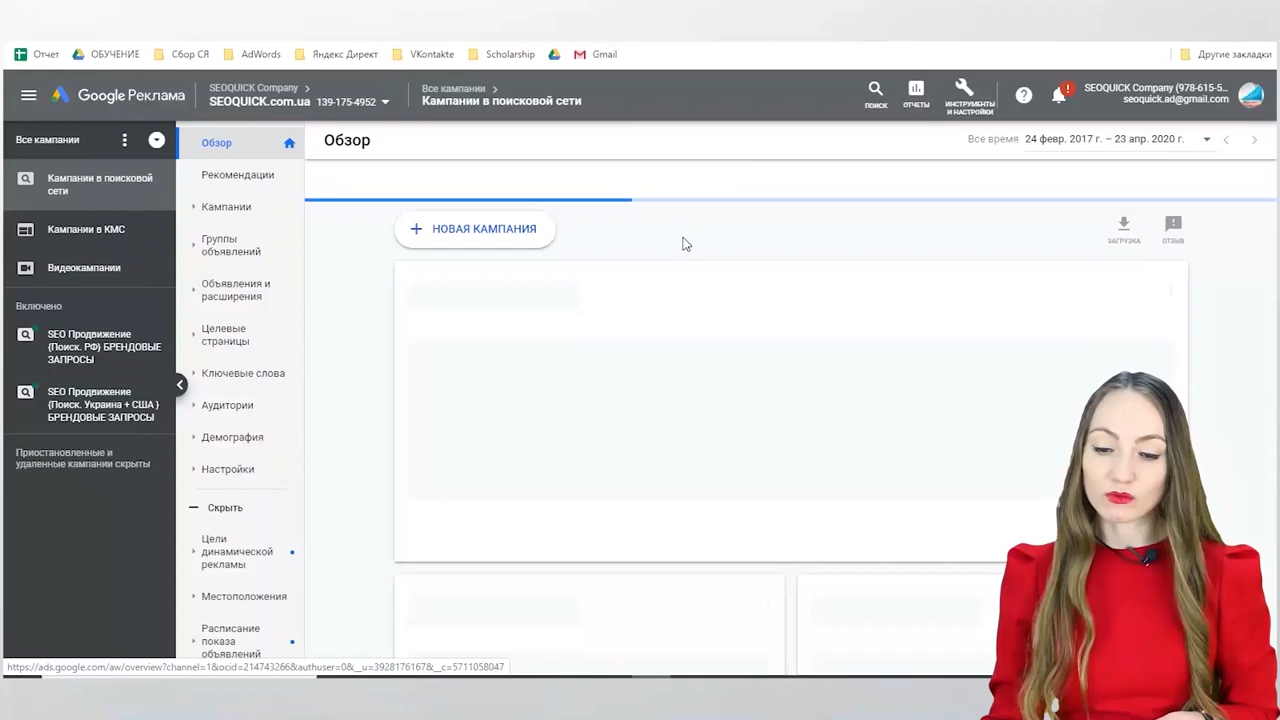 Отчет
ОБУЧЕНИЕ
Сбор СЯ
AdWords
Яндекс Директ
VKontakte
Scholarship
Gmail
Другие закладки
Google Реклама
SEOQUICK Company
SEOQUICK.com.ua 139-175-4952
Все кампании
Кампании в поисковой сети
ПОИСК
ОТЧЕТЫ
ИНСТРУМЕНТЫ
И НАСТРОЙКИ
SEOQUICK Company (978-615-5...
seoquick.ad@gmail.com
Все кампании
Кампании в поисковой
сети
Кампании в КМС
Видеокампании
Включено
SEO Продвижение
{Поиск. РФ} БРЕНДОВЫЕ
ЗАПРОСЫ
SEO Продвижение
{Поиск. Украина + США }
БРЕНДОВЫЕ ЗАПРОСЫ
Приостановленные и
удаленные кампании скрыты
Обзор
Рекомендации
Кампании
Группы
объявлений
Объявления и
расширения
Целевые
страницы
Ключевые слова
Аудитории
Демография
Настройки
Скрыть
Цели
динамической
рекламы
Местоположения
Расписание
показа
объявлений
Обзор
Все время 24 февр. 2017 г. – 23 апр. 2020 г.
+ НОВАЯ КАМПАНИЯ
ЗАГРУЗКА
ОТЗЫВ
https://ads.google.com/aw/overview?channel=1&ocid=214743266&authuser=0&__u=3928176167&__c=5711058047